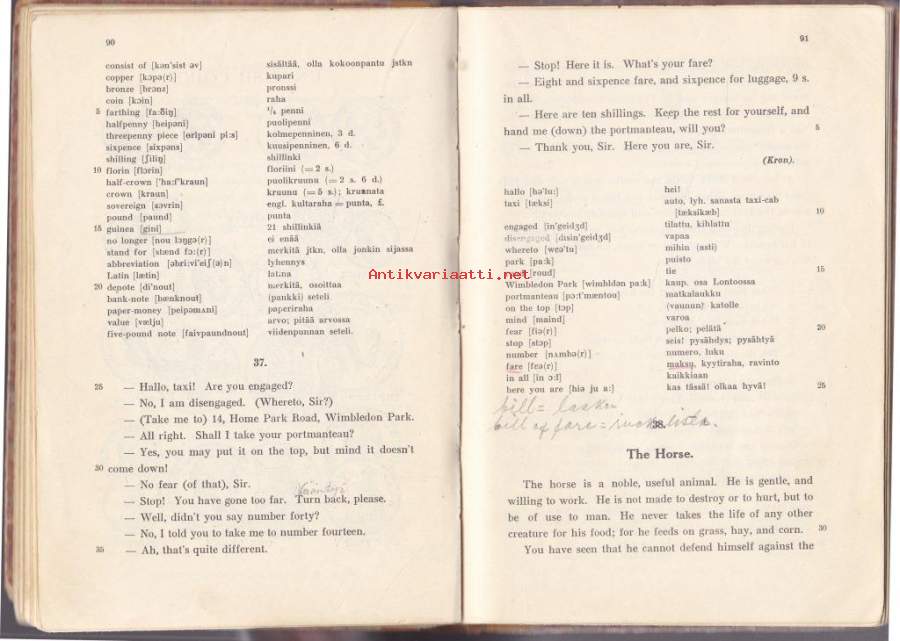 90
consist of [kən'sist əv] sisältää, olla kokoonpantu jstkn
copper [kɔpə(r)] kupari
bronze [brɔnz] pronssi
coin [kɔin] raha
5 farthing [fa:ðiŋ] ¹/₄ penni
halfpenny [heipəni] puolipenni
threepenny piece [θripəni pi:s] kolmepenninen, 3 d.
sixpence [sixpəns] kuusipenninen, 6 d.
shilling [ʃiliŋ] shillinki
10 florin [flɔrin] floriini (= 2 s.)
half-crown ['ha:f'kraun] puolikruunu (= 2 s. 6 d.)
crown [kraun] kruunu (= 5 s.); kruunata
sovereign [sɔvrin] engl. kultaraha = punta, £.
pound [paund] punta
15 guinea [gini] 21 shillinkiä
no longer [nou lɔŋgə(r)] ei enää
stand for [stænd fɔ:(r)] merkitä jtkn, olla jonkin sijassa
abbreviation [əbri:vi'eiʃ(ə)n] lyhennys
Latin [lætin] latina
20 denote [di'nout] merkitä, osoittaa
bank-note [bæŋknout] (pankki) seteli
paper-money [peipəmʌni] paperiraha
value [vælju] arvo; pitää arvossa
five-pound note [faivpaundnout] viidenpunnan seteli.
37.
25 — Hallo, taxi! Are you engaged?
— No, I am disengaged. (Whereto, Sir?)
— (Take me to) 14, Home Park Road, Wimbledon Park.
— All right. Shall I take your portmanteau?
— Yes, you may put it on the top, but mind it doesn't
30 come down!
— No fear (of that), Sir.
— Stop! You have gone too far. Turn back, please.
— Well, didn't you say number forty?
— No, I told you to take me to number fourteen.
35 — Ah, that's quite different.
91
— Stop! Here it is. What's your fare?
— Eight and sixpence fare, and sixpence for luggage, 9 s.
in all.
— Here are ten shillings. Keep the rest for yourself, and
hand me (down) the portmanteau, will you? 5
— Thank you, Sir. Here you are, Sir.
(Kron).
hallo [hə'lu:] hei!
taxi [tæksi] auto, lyh. sanasta taxi-cab
[tæksikæb] 10
engaged [in'geidʒd] tilattu, kihlattu
disengaged [disin'geidʒd] vapaa
whereto [wɛə'tu] mihin (asti)
park [pa:k] puisto
[roud] tie 15
Wimbledon Park [wimbldən pa:k] kaup. osa Lontoossa
portmanteau [pɔ:t'mæntou] matkalaukku
on the top [tɔp] (vaunun) katolle
mind [maind] varoa
fear [fiə(r)] pelko; pelätä 20
stop [stɔp] seis! pysähdys; pysähtyä
number [nʌmbə(r)] numero, luku
fare [fɛə(r)] maksu, kyytiraha, ravinto
in all [in ɔ:l] kaikkiaan
here you are [hiə ju a:] kas tässä! olkaa hyvä! 25
bill = lasku
bill of fare = ruokalista.
38.
The Horse.
The horse is a noble, useful animal. He is gentle, and
willing to work. He is not made to destroy or to hurt, but to
be of use to man. He never takes the life of any other
creature for his food; for he feeds on grass, hay, and corn. 30
You have seen that he cannot defend himself against the
Antikvariaatti.net